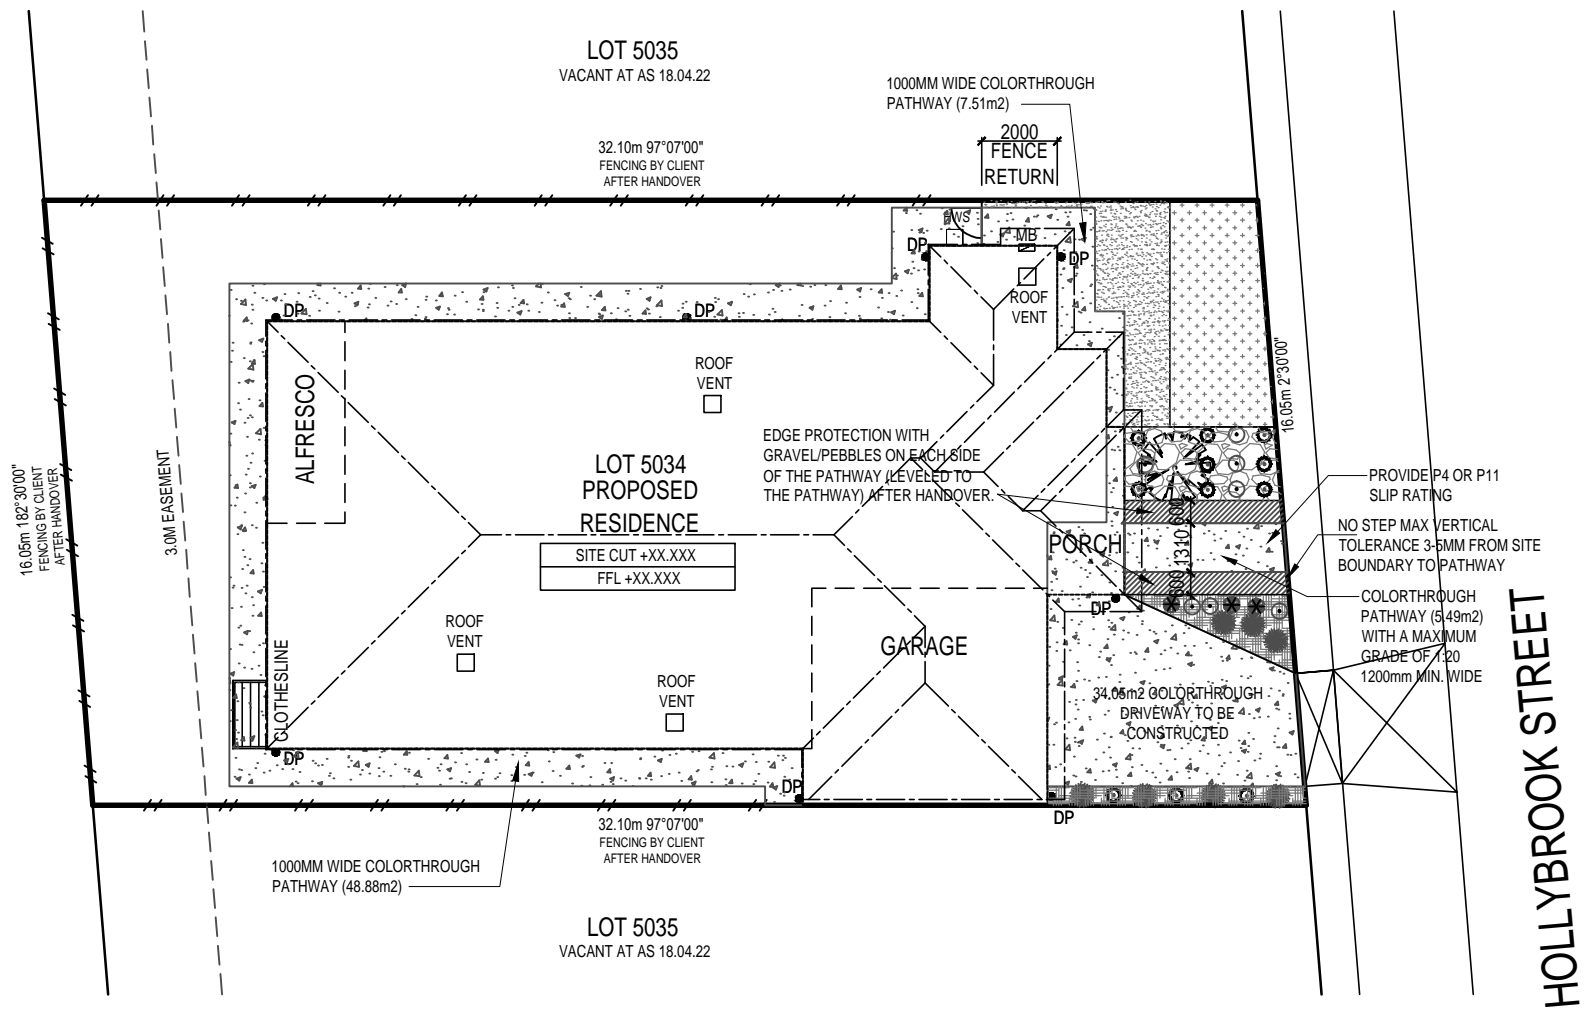 LOT 5035
VACANT AT AS 18.04.22
1000MM WIDE COLORTHROUGH
PATHWAY (7.51m2)
2000
FENCE
RETURN
32.10m 97°07'00"
FENCING BY CLIENT
AFTER HANDOVER
MB
DP
DP
ROOF
VENT
DP
DP
ROOF
VENT
ALFRESCO
16.05m 2°30'00"
EDGE PROTECTION WITH
GRAVEL/PEBBLES ON EACH SIDE
OF THE PATHWAY (LEVELED TO
THE PATHWAY) AFTER HANDOVER.
LOT 5034
PROPOSED
RESIDENCE
SITE CUT +XX.XXX
FFL +XX.XXX
16.05m 182°30'00"
FENCING BY CLIENT
AFTER HANDOVER
3.0M EASEMENT
PROVIDE P4 OR P11
SLIP RATING
NO STEP MAX VERTICAL
TOLERANCE 3-5MM FROM SITE
BOUNDARY TO PATHWAY
PORCH
600
1310
600
COLORTHROUGH
PATHWAY (5.49m2)
WITH A MAXIMUM
GRADE OF 1:20
1200mm MIN. WIDE
DP
ROOF
VENT
GARAGE
CLOTHESLINE
ROOF
VENT
34.05m2 COLORTHROUGH
DRIVEWAY TO BE
CONSTRUCTED
HOLLYBROOK STREET
DP
DP
DP
32.10m 97°07'00"
FENCING BY CLIENT
AFTER HANDOVER
1000MM WIDE COLORTHROUGH
PATHWAY (48.88m2)
LOT 5035
VACANT AT AS 18.04.22